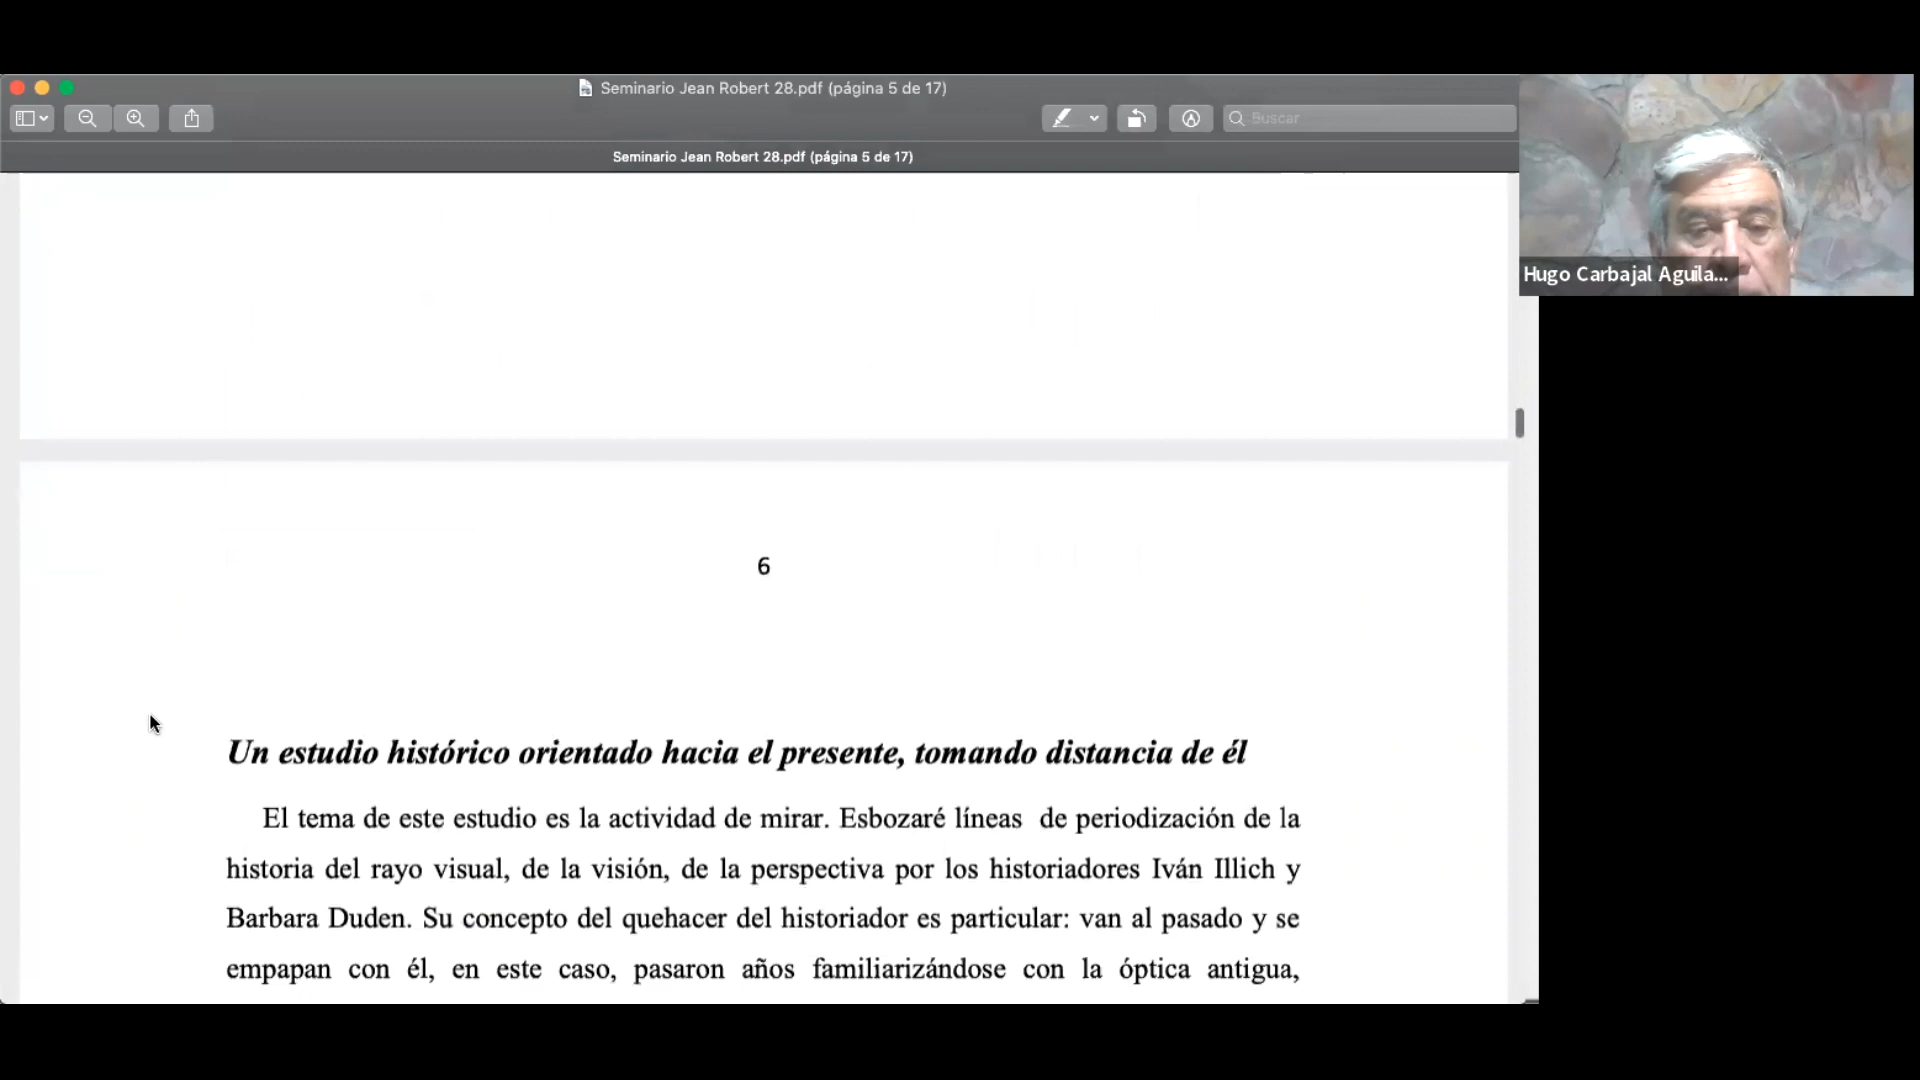 Seminario Jean Robert 28.pdf (página 5 de 17)
Buscar
Seminario Jean Robert 28.pdf (página 5 de 17)
Hugo Carbajal Aguila...
6
Un estudio histórico orientado hacia el presente, tomando distancia de él
El tema de este estudio es la actividad de mirar. Esbozaré líneas de periodización de la
historia del rayo visual, de la visión, de la perspectiva por los historiadores Iván Illich y
Barbara Duden. Su concepto del quehacer del historiador es particular: van al pasado y se
empapan con él, en este caso, pasaron años familiarizándose con la óptica antigua,